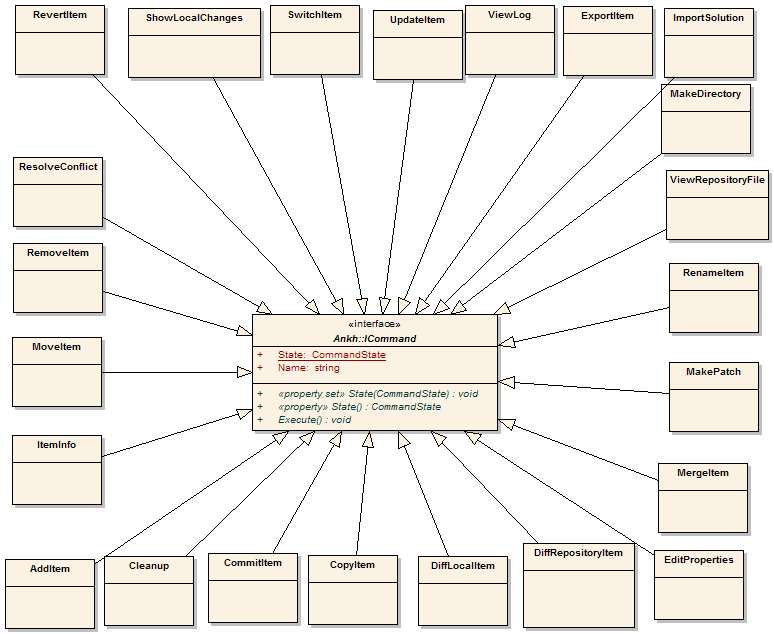 RevertItem
ShowLocalChanges
SwitchItem
UpdateItem
ViewLog
ExportItem
ImportSolution
MakeDirectory
ResolveConflict
ViewRepositoryFile
RemoveItem
RenameItem
«interface»
Ankh::ICommand
+ State: CommandState
+ Name: string
+ «property set» State(CommandState) : void
+ «property» State() : CommandState
+ Execute() : void
MoveItem
MakePatch
ItemInfo
MergeItem
AddItem
Cleanup
CommitItem
CopyItem
DiffLocalItem
DiffRepositoryItem
EditProperties